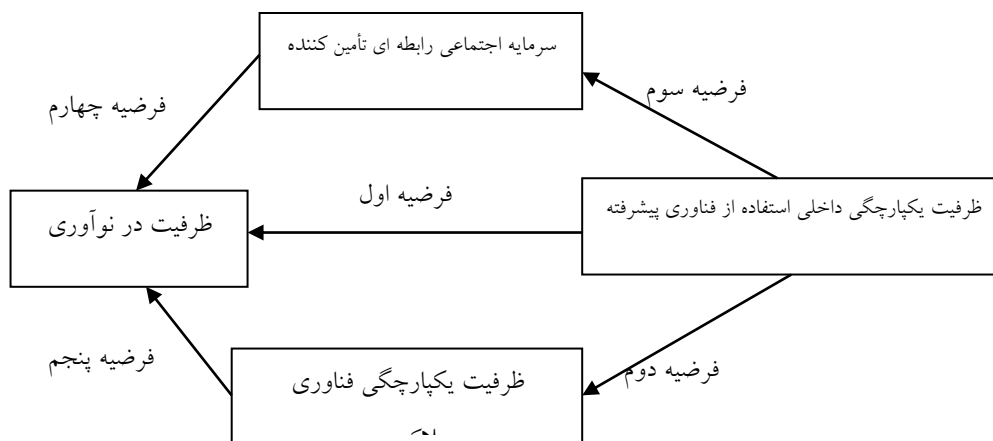 سرمایه اجتماعی رابطه ای تأمین کننده
فرضیه سوم
فرضیه چهارم
فرضیه اول
ظرفیت یکپارچگی داخلی استفاده از فناوری پیشرفته
ظرفیت در نوآوری
فرضیه دوم
فرضیه پنجم
ظرفیت یکپارچگی فناوری